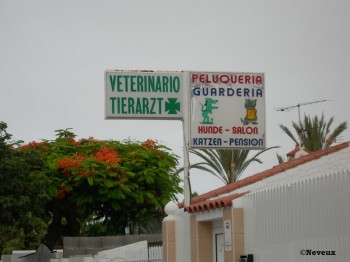 VETERINARIO
TIERARZT
PELUQUERIA
GUARDERIA
HUNDE - SALON
KATZEN - PENSION
©Neveux